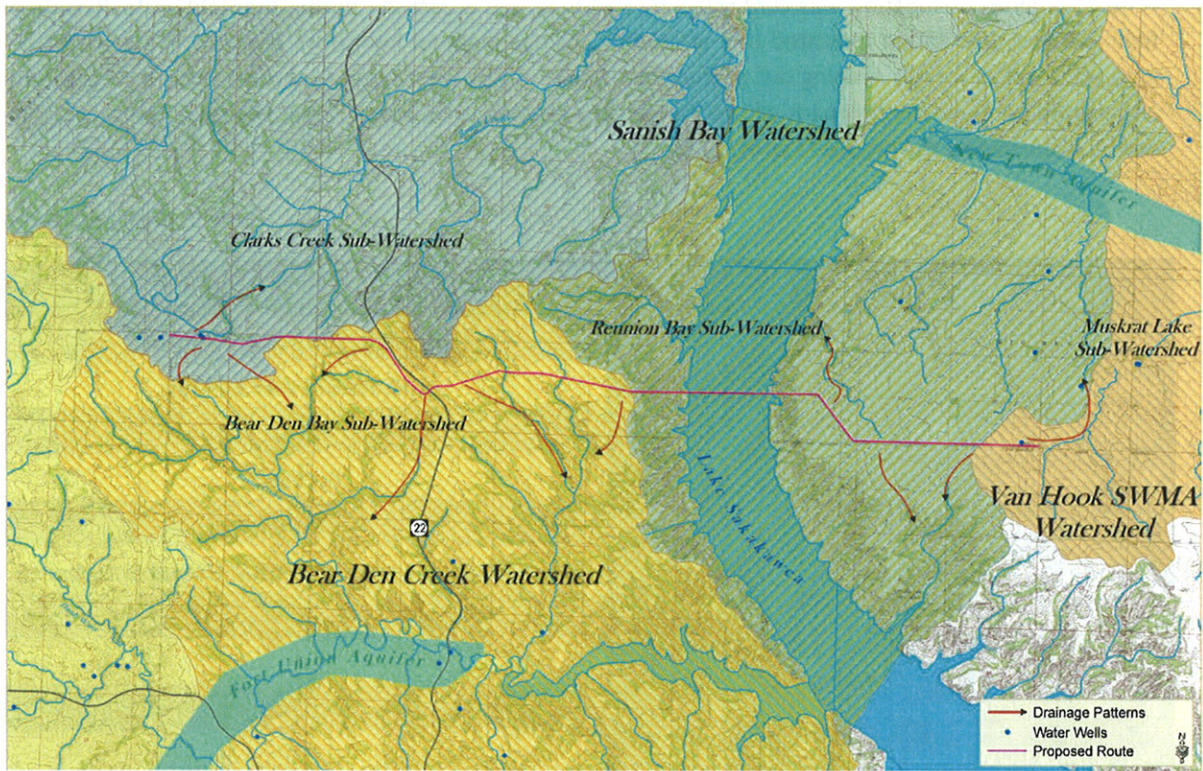 Sanish Bay Watershed
New Town Aquifer
Clarks Creek Sub-Watershed
Reunion Bay Sub-Watershed
Muskrat Lake
Sub-Watershed
Bear Den Bay Sub-Watershed
Lake Sakakawea
Van Hook SWMA
Watershed
22
Bear Den Creek Watershed
Fort Union Aquifer
Drainage Patterns
Water Wells
Proposed Route